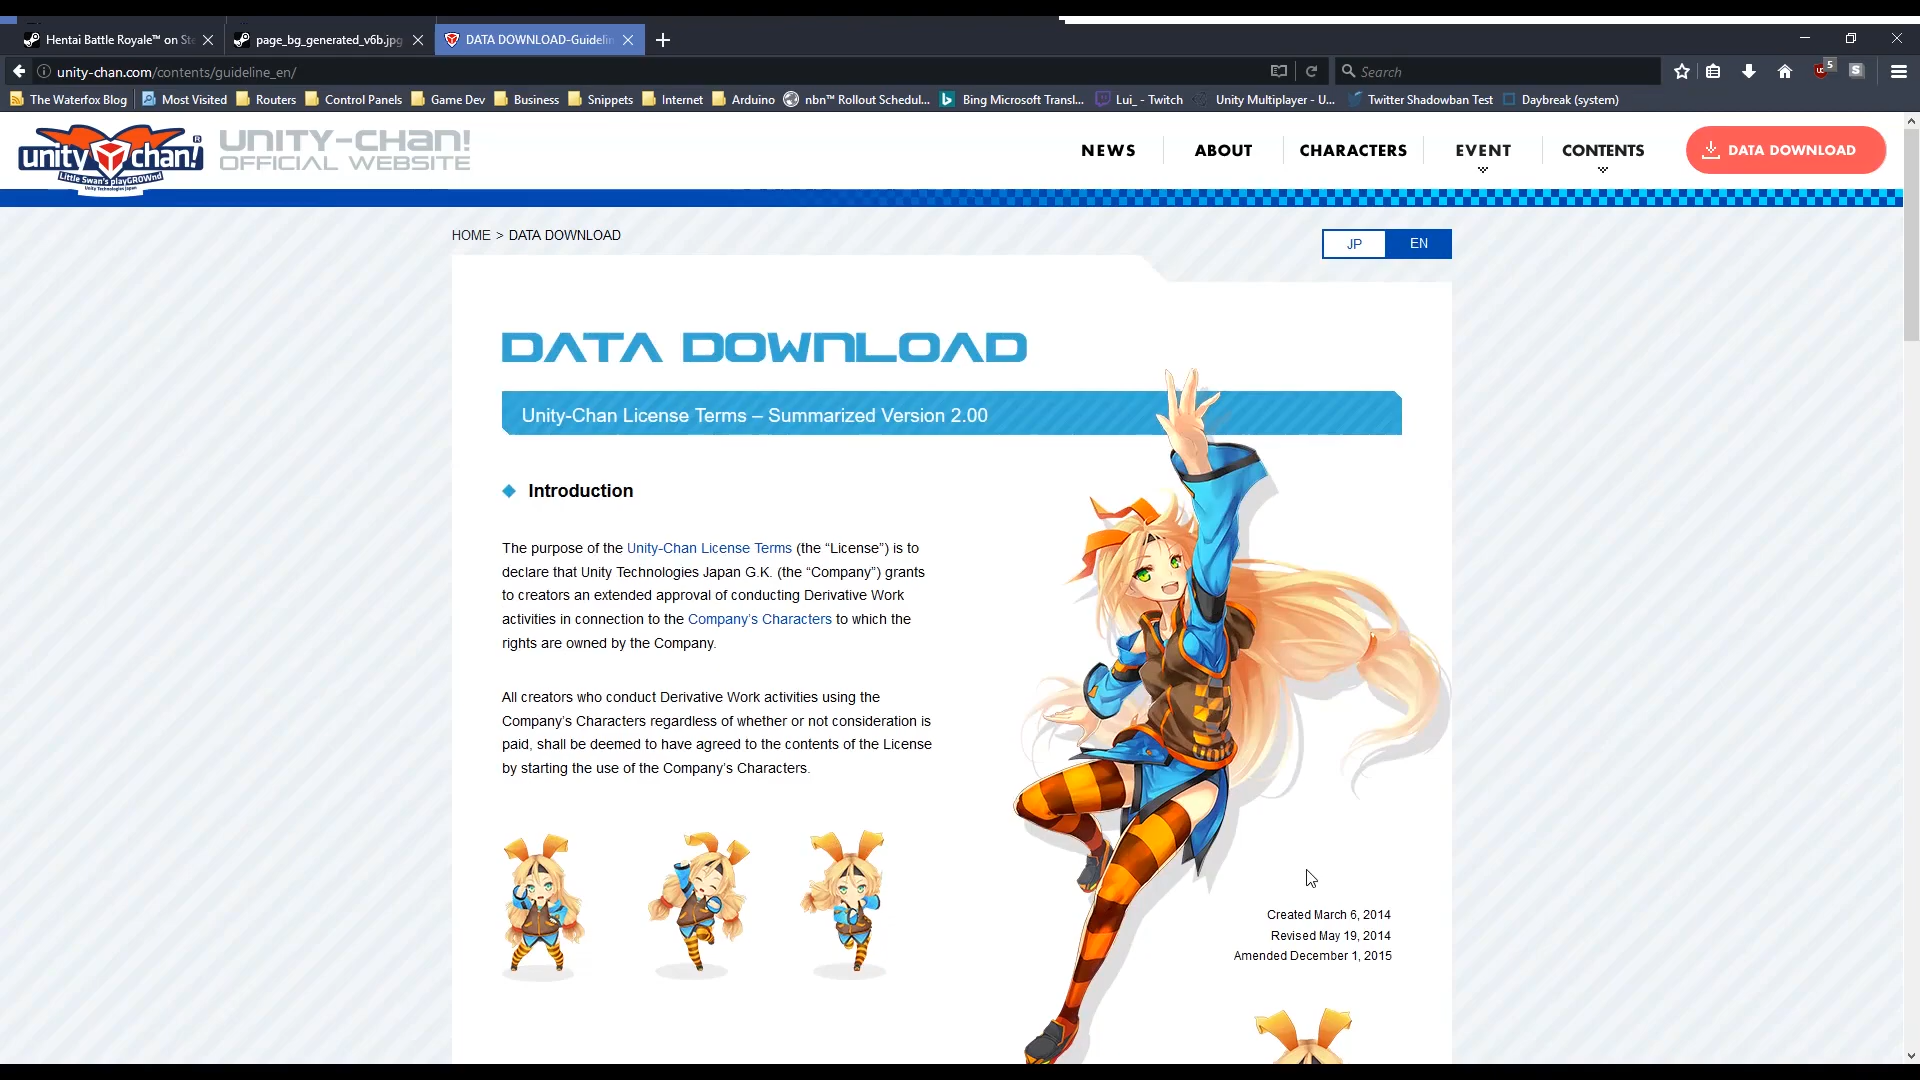 Hentai Battle Royale™ on St
page_bg_generated_v6b.jpg
DATA DOWNLOAD-Guidelin
unity-chan.com/contents/guideline_en/
Search
5
The Waterfox Blog
Most Visited
Routers
Control Panels
Game Dev
Business
Snippets
Internet
Arduino
nbn™ Rollout Schedul...
Bing Microsoft Transl...
Lui_ - Twitch
Unity Multiplayer - U...
Twitter Shadowban Test
Daybreak (system)
unity chan! ®
Little Swan's playGROWnd
Unity Technologies Japan
UNITY-CHAN!
OFFICIAL WEBSITE
NEWS
ABOUT
CHARACTERS
EVENT
CONTENTS
DATA DOWNLOAD
HOME > DATA DOWNLOAD
JP
EN
DATA DOWNLOAD
Unity-Chan License Terms – Summarized Version 2.00
Introduction
The purpose of the Unity-Chan License Terms (the “License”) is to
declare that Unity Technologies Japan G.K. (the “Company”) grants
to creators an extended approval of conducting Derivative Work
activities in connection to the Company’s Characters to which the
rights are owned by the Company.
All creators who conduct Derivative Work activities using the
Company’s Characters regardless of whether or not consideration is
paid, shall be deemed to have agreed to the contents of the License
by starting the use of the Company’s Characters.
Created March 6, 2014
Revised May 19, 2014
Amended December 1, 2015